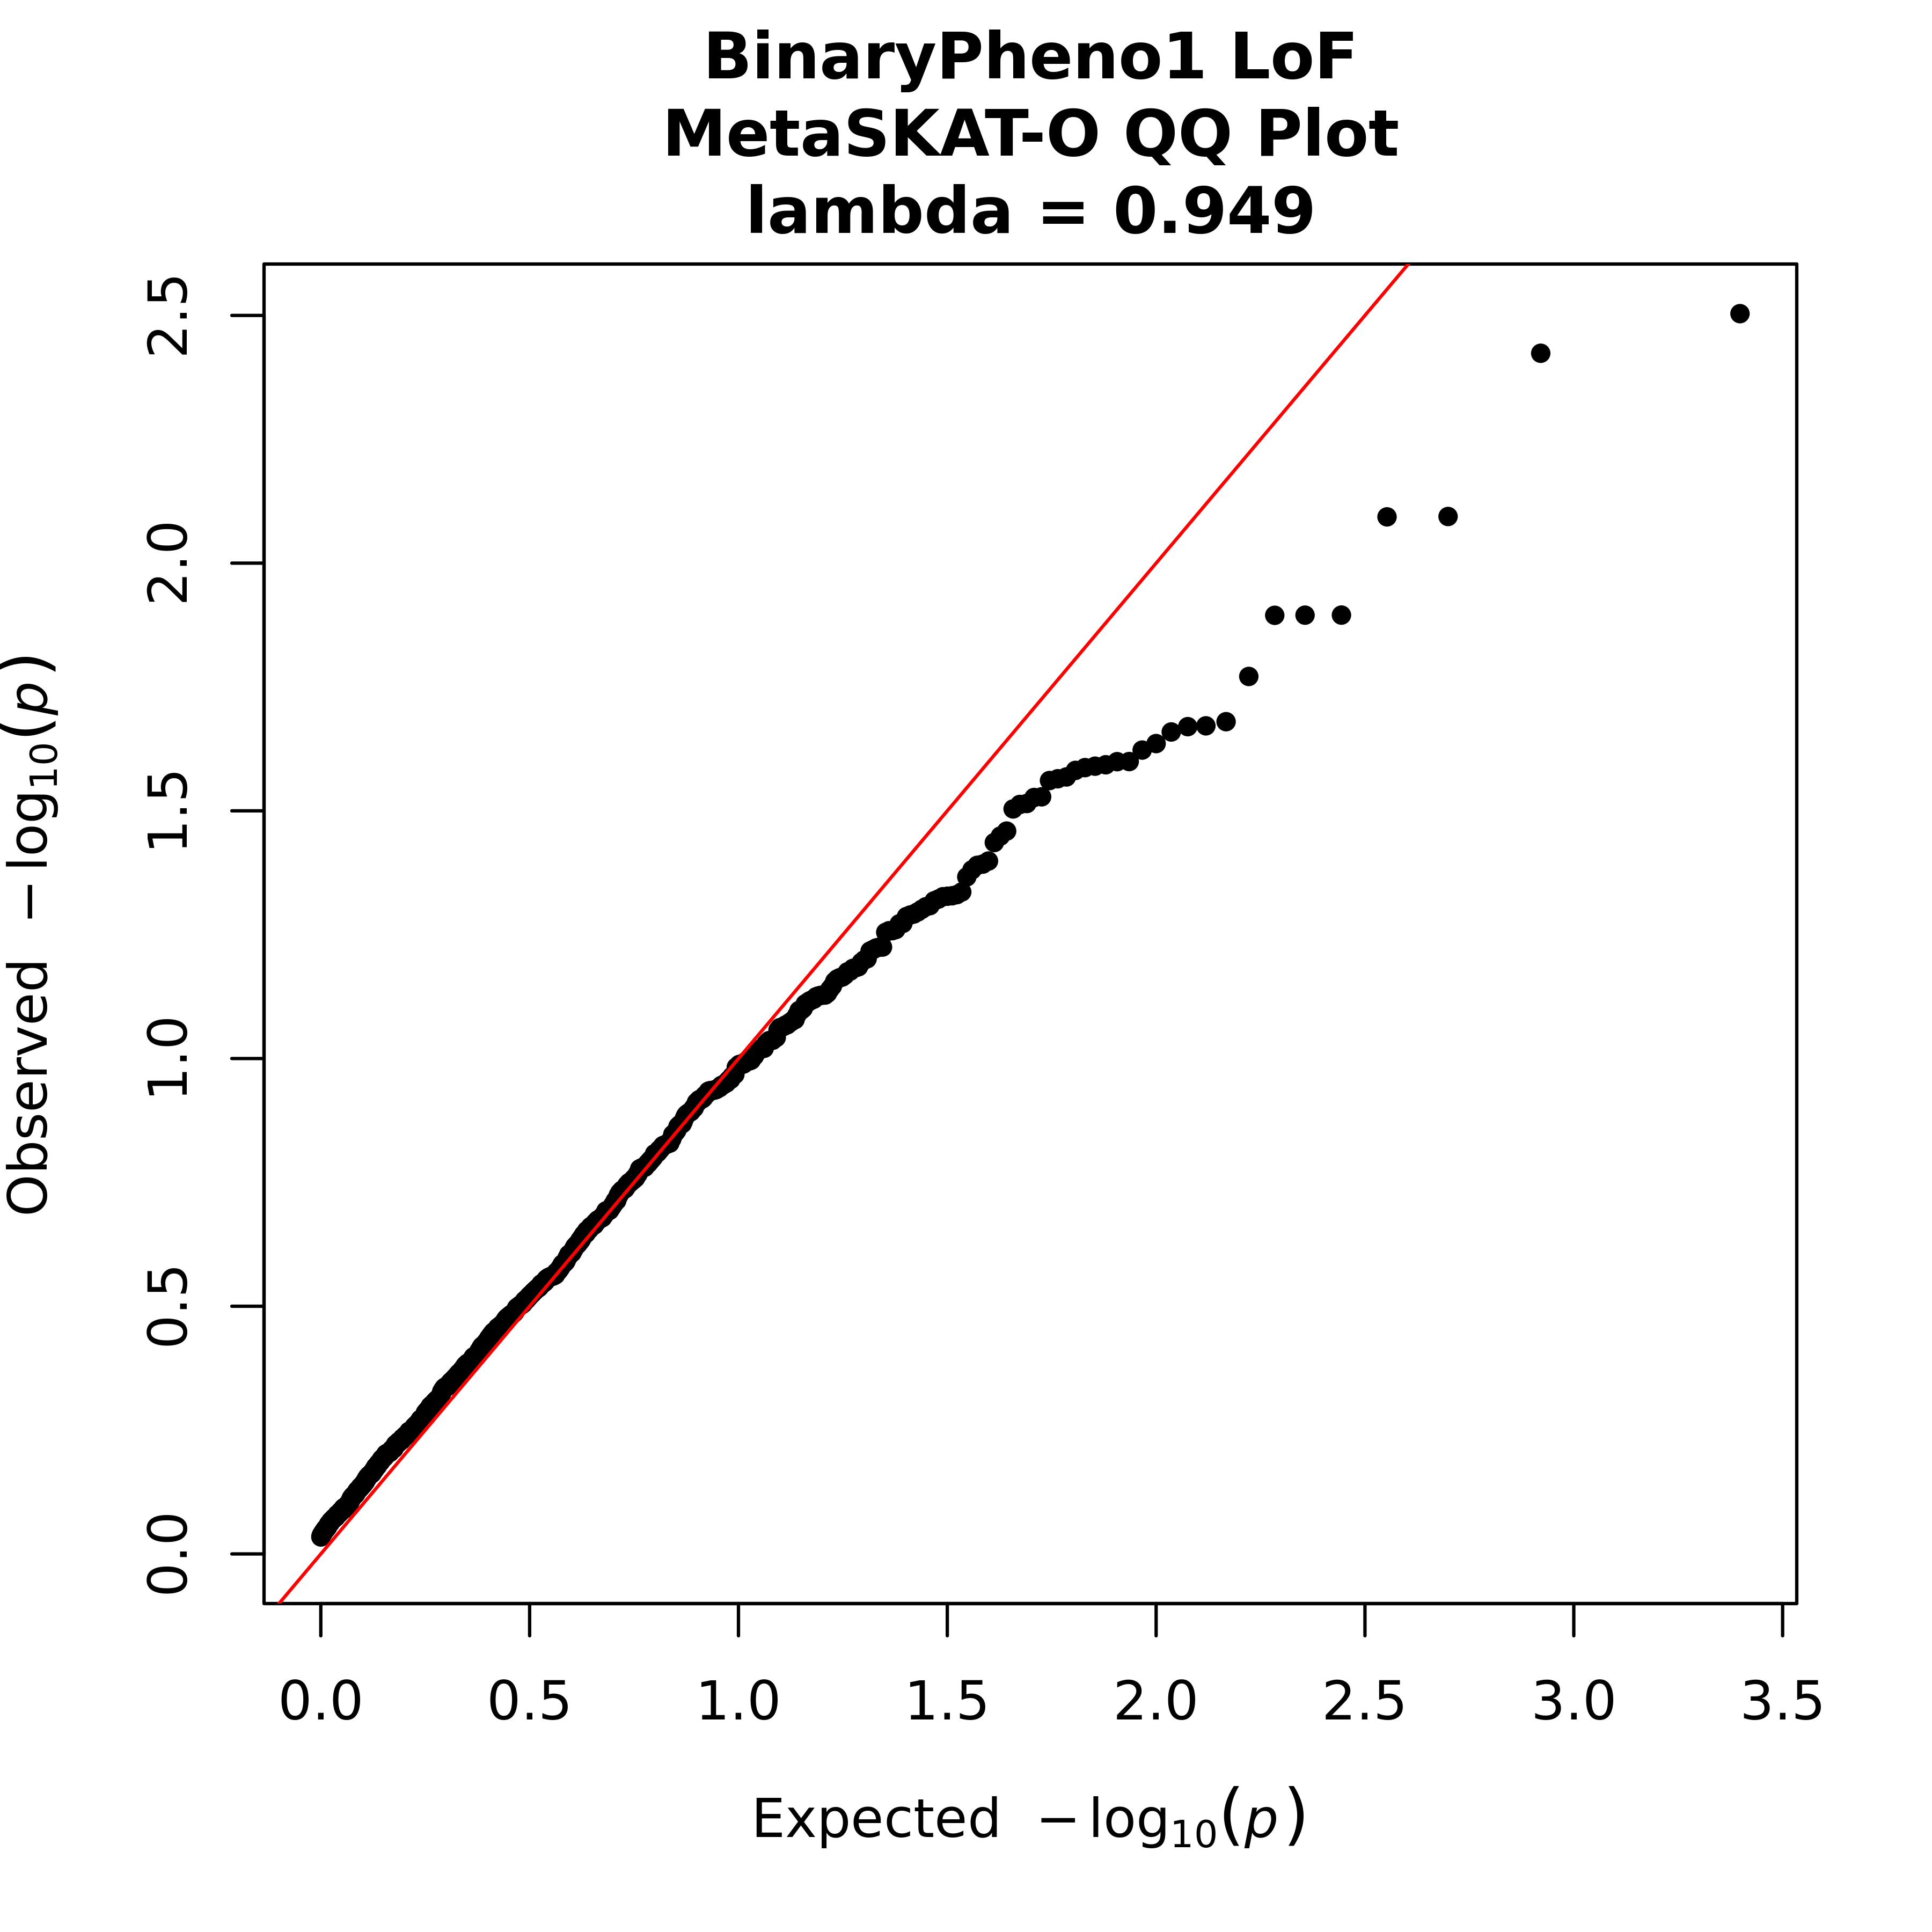 BinaryPheno1 LoF
MetaSKAT-O QQ Plot
lambda = 0.949
2.5
2.0
1.5
1.0
0.5
0.0
Observed −log10(p)
0.0 0.5 1.0 1.5 2.0 2.5 3.0 3.5
Expected −log10(p)